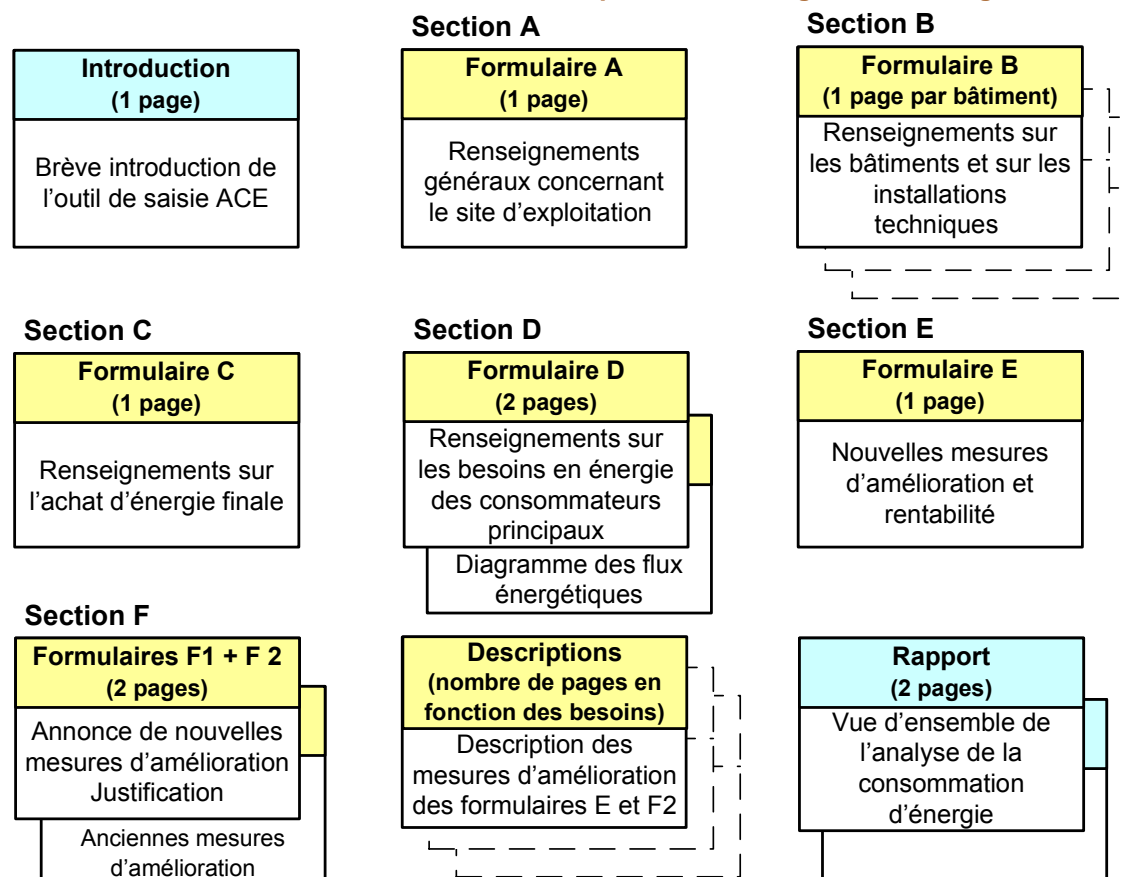 Section A
Section B
Introduction
(1 page)
Brève introduction de
l'outil de saisie ACE
Formulaire A
(1 page)
Renseignements
généraux concernant
le site d'exploitation
Formulaire B
(1 page par bâtiment)
Renseignements sur
les bâtiments et sur les
installations
techniques
Section C
Section D
Section E
Formulaire C
(1 page)
Renseignements sur
l'achat d'énergie finale
Formulaire D
(2 pages)
Renseignements sur
les besoins en énergie
des consommateurs
principaux
Diagramme des flux
énergétiques
Formulaire E
(1 page)
Nouvelles mesures
d'amélioration et
rentabilité
Section F
Formulaires F1 + F 2
(2 pages)
Annonce de nouvelles
mesures d'amélioration
Justification
Anciennes mesures
d'amélioration
Descriptions
(nombre de pages en
fonction des besoins)
Description des
mesures d'amélioration
des formulaires E et F2
Rapport
(2 pages)
Vue d'ensemble de
l'analyse de la
consommation
d'énergie